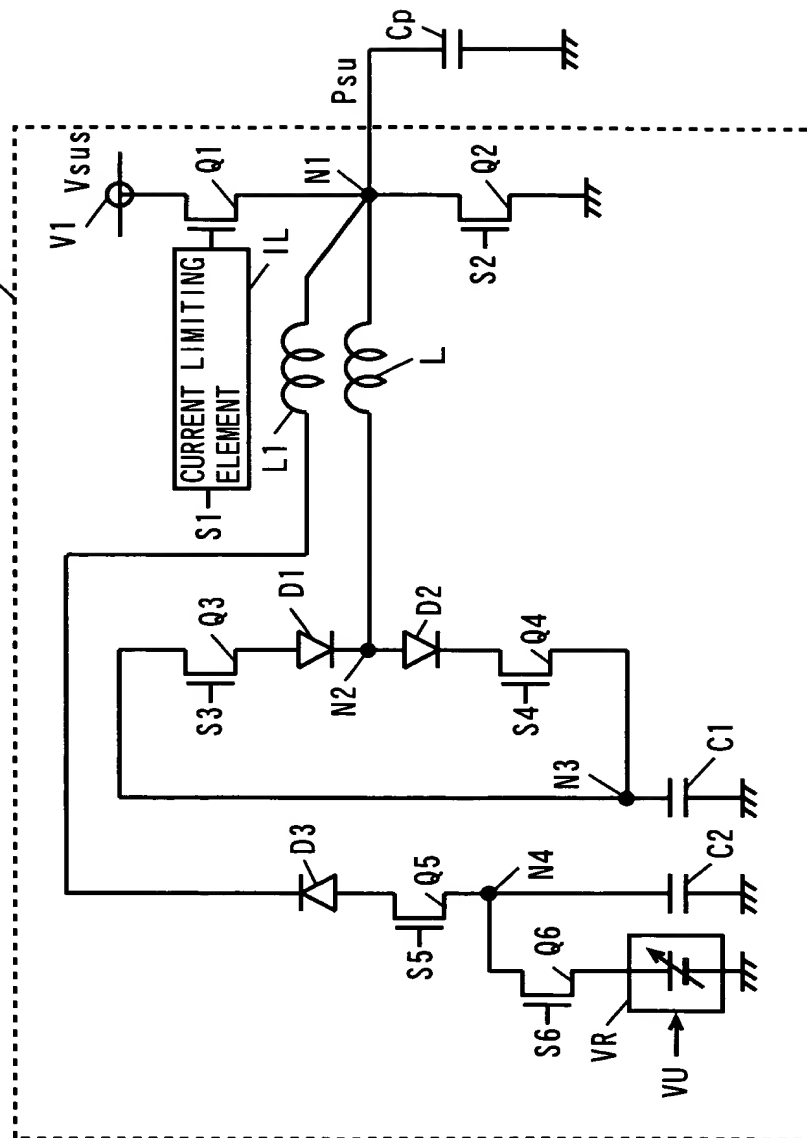 V1
Vsus
Q1
S1
CURRENT LIMITING
ELEMENT
IL
N1
Psu
Cp
L1
L
S2
Q2
S3
Q3
D1
N2
D2
S4
Q4
D3
S5
Q5
N3
N4
C1
C2
S6
Q6
VR
VU